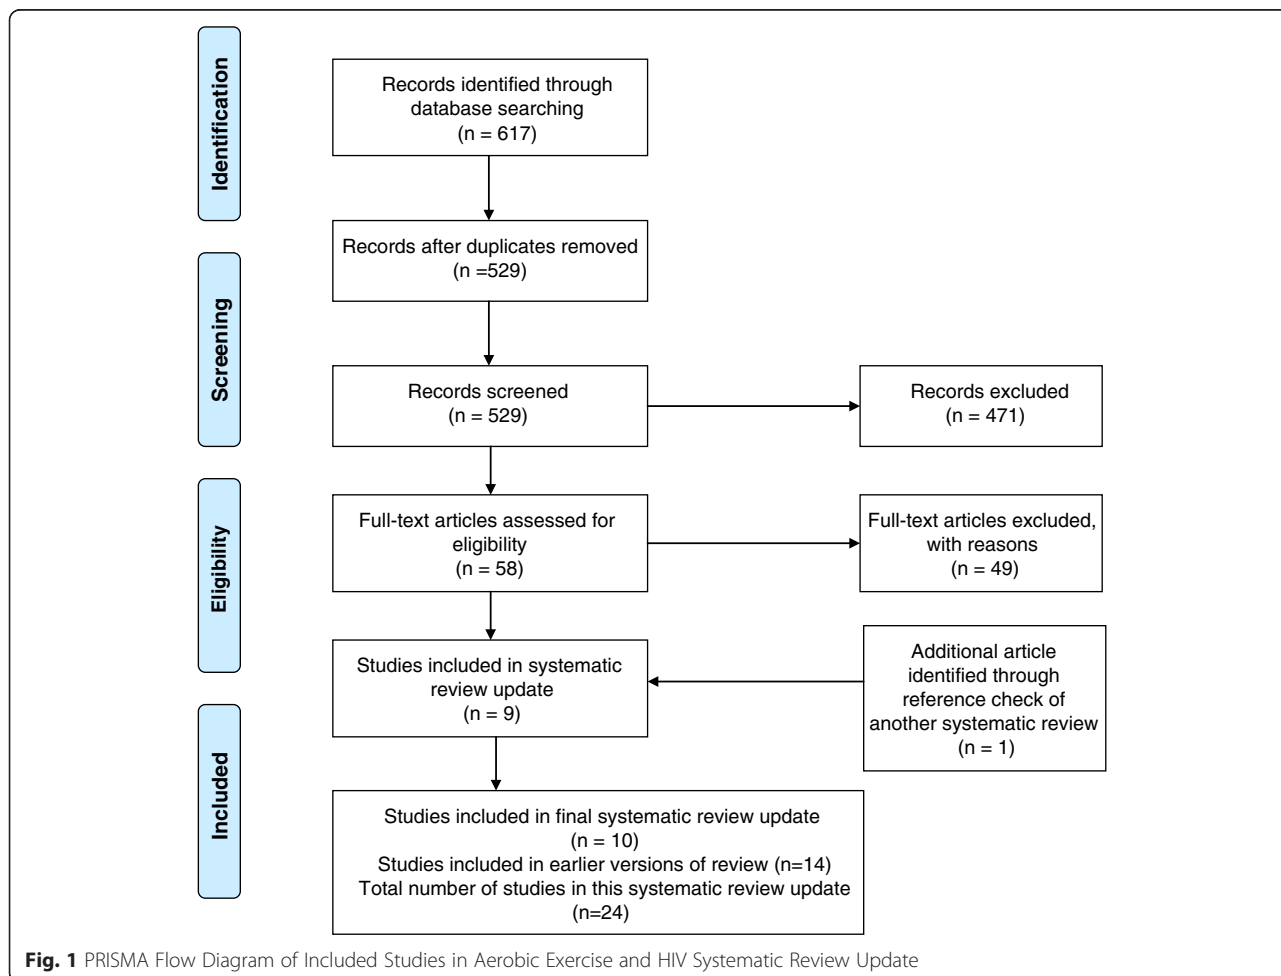 Identification
Records identified through
database searching
(n = 617)
Records after duplicates removed
(n =529)
Screening
Records screened
(n = 529)
Records excluded
(n = 471)
Eligibility
Full-text articles assessed for
eligibility
(n = 58)
Full-text articles excluded,
with reasons
(n = 49)
Studies included in systematic
review update
(n = 9)
Additional article
identified through
reference check of
another systematic review
(n = 1)
Included
Studies included in final systematic review update
(n = 10)
Studies included in earlier versions of review (n=14)
Total number of studies in this systematic review update
(n=24)
Fig. 1 PRISMA Flow Diagram of Included Studies in Aerobic Exercise and HIV Systematic Review Update